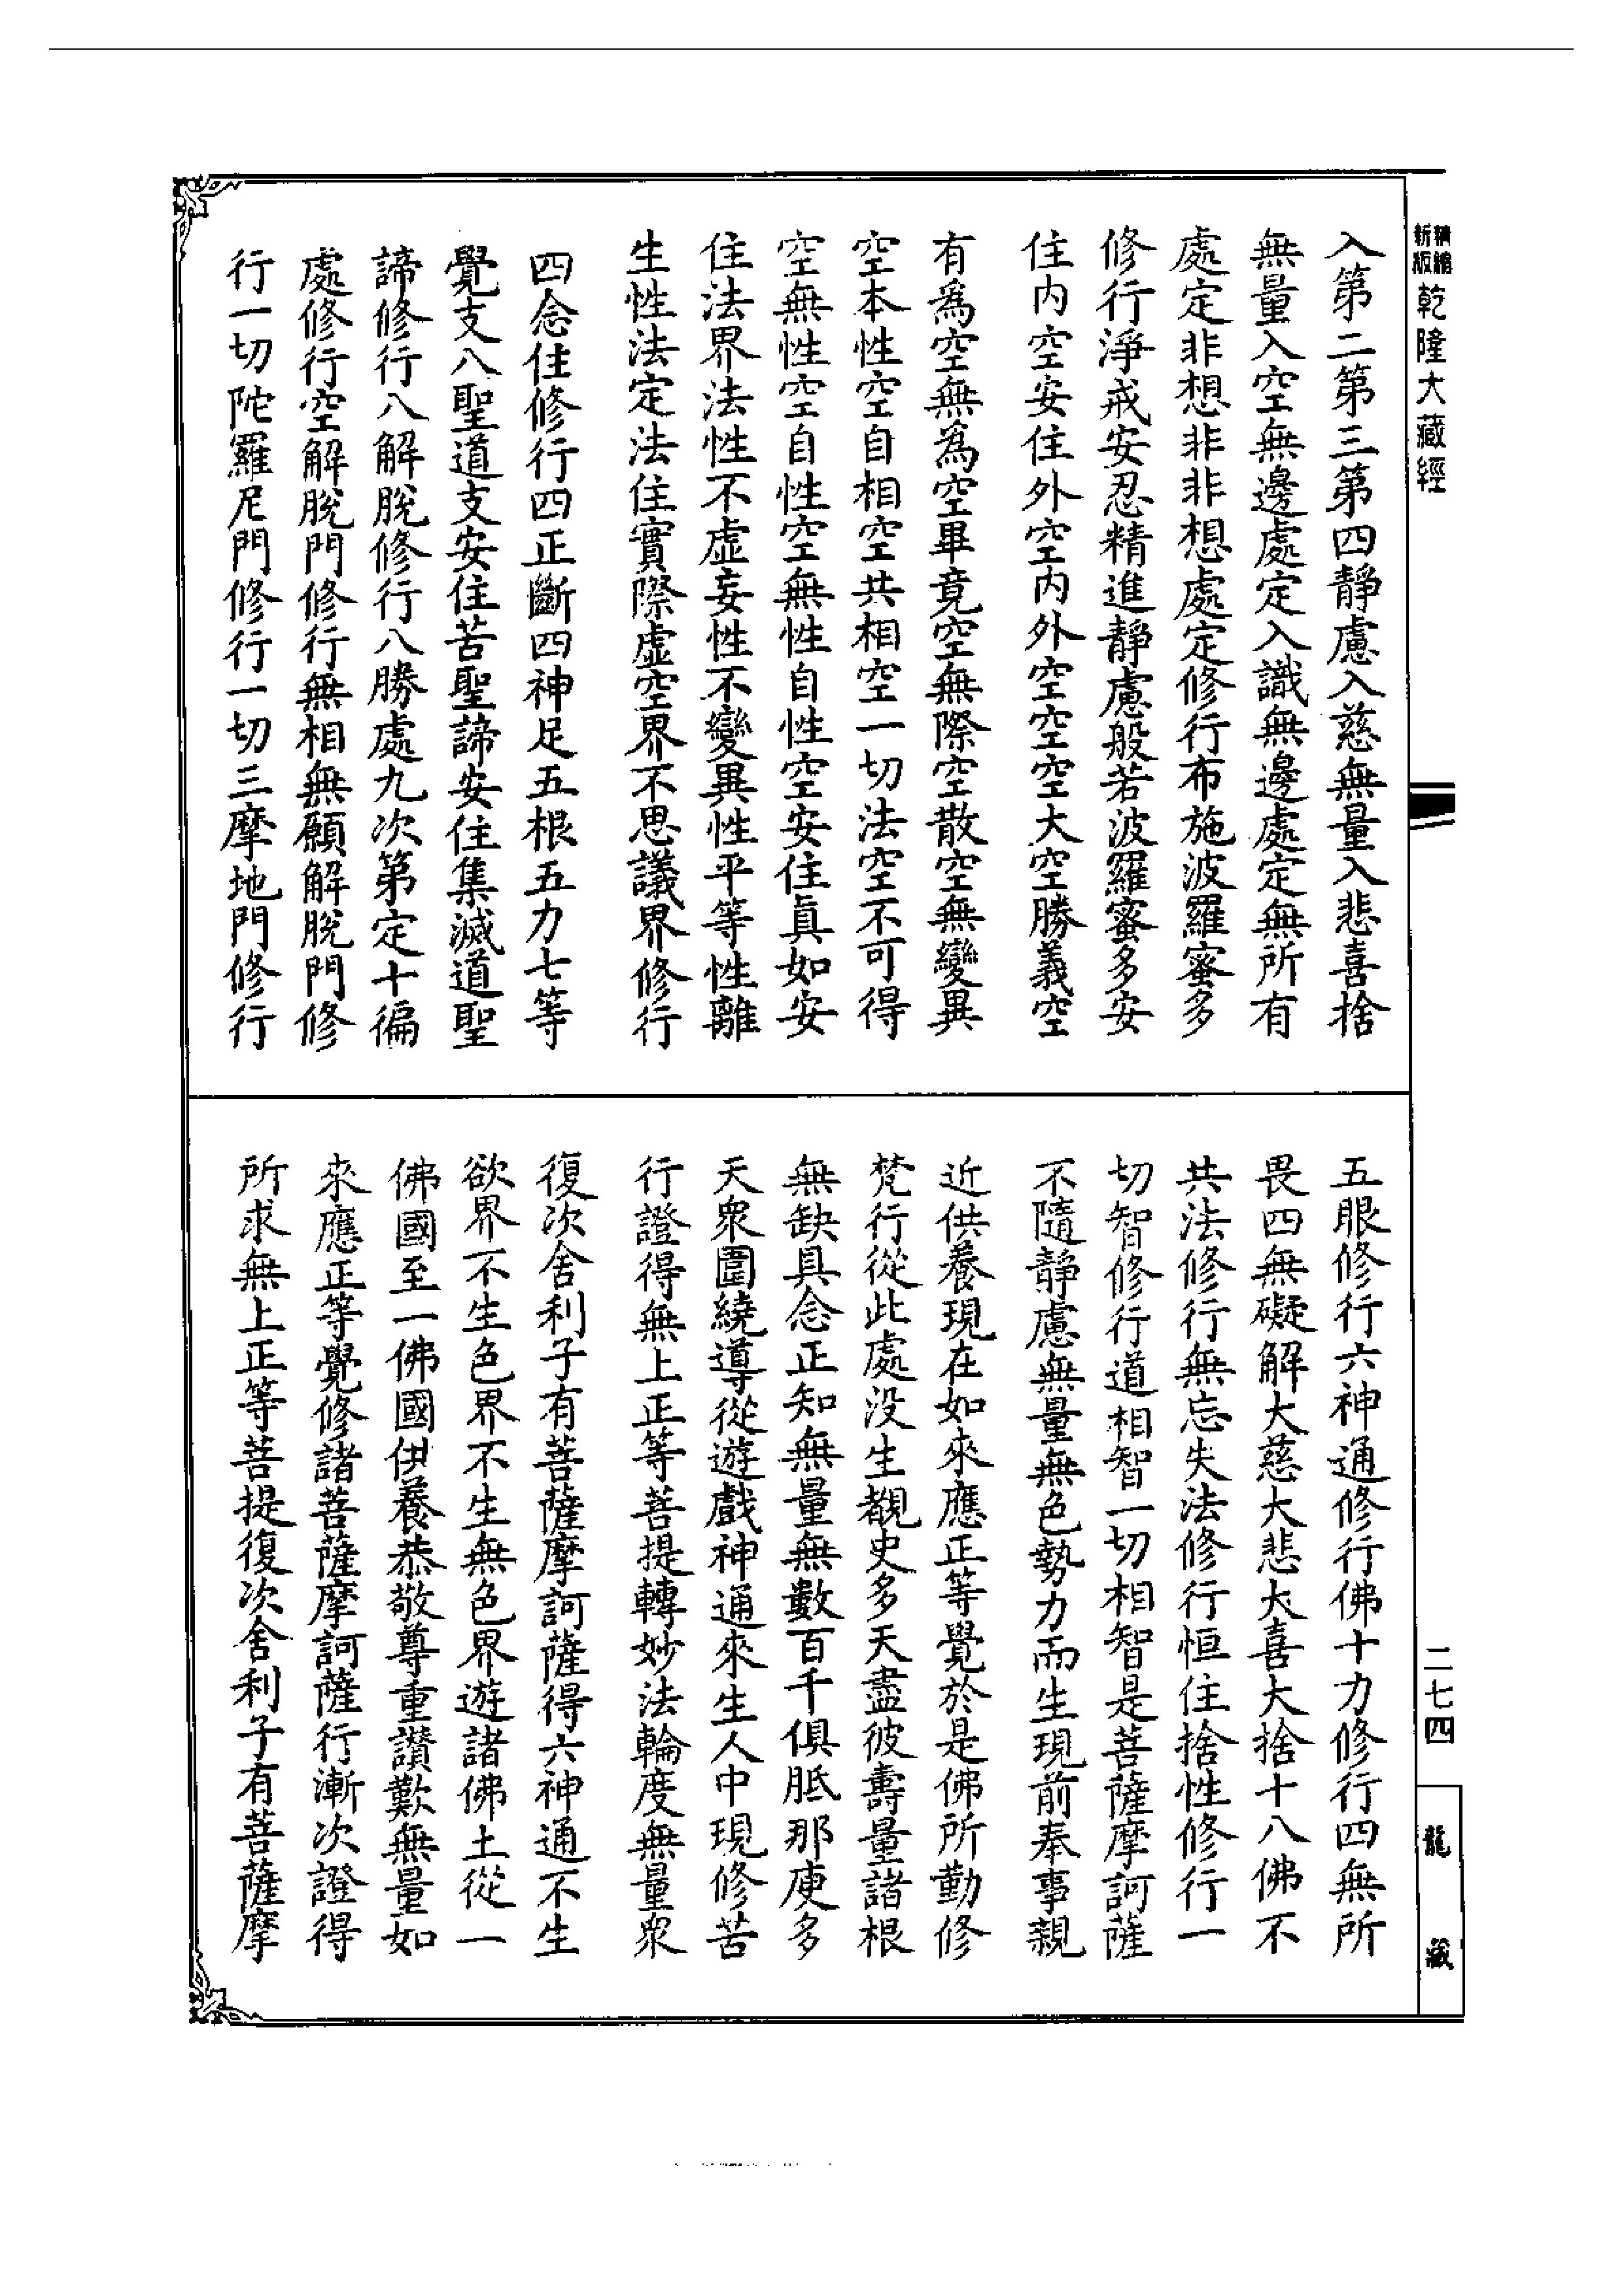 精縮新版乾隆大藏經
入第二第三第四靜慮入慈無量入悲喜捨
無量入空無邊處定入識無邊處定無所有
處定非想非非想處定修行布施波羅蜜多
修行淨戒安忍精進靜慮般若波羅蜜多安
住內空安住外空內外空空空大空勝義空
有爲空無爲空畢竟空無際空散空無變異
空本性空自相空共相空一切法空不可得
空無性空自性空無性自性空安住真如安
住法界法性不虛妄性不變異性平等性離
生性法定法住實際虛空界不思議界修行
四念住修行四正斷四神足五根五力七等
覺支八聖道支安住苦聖諦安住集滅道聖
諦修行八解脫修行八勝處九次第定十徧
處修行空解脫門修行無相無願解脫門修
行一切陀羅尼門修行一切三摩地門修行
五眼修行六神通修行佛十力修行四無所
畏四無礙解大慈大悲大喜大捨十八佛不
共法修行無忘失法修行恒住捨性修行一
切智修行道相智一切相智是菩薩摩訶薩
不隨靜慮無量無色勢力而生現前奉事親
近供養現在如來應正等覺於是佛所勤修
梵行從此處没生覩史多天盡彼壽量諸根
無缺具念正知無量無數百千俱胝那庾多
天衆圍繞導從遊戲神通來生人中現修苦
行證得無上正等菩提轉妙法輪度無量衆
復次舍利子有菩薩摩訶薩得六神通不生
欲界不生色界不生無色界遊諸佛土從一
佛國至一佛國供養恭敬尊重讚歎無量如
來應正等覺修諸菩薩摩訶薩行漸次證得
所求無上正等菩提復次舍利子有菩薩摩
二七四
龍藏